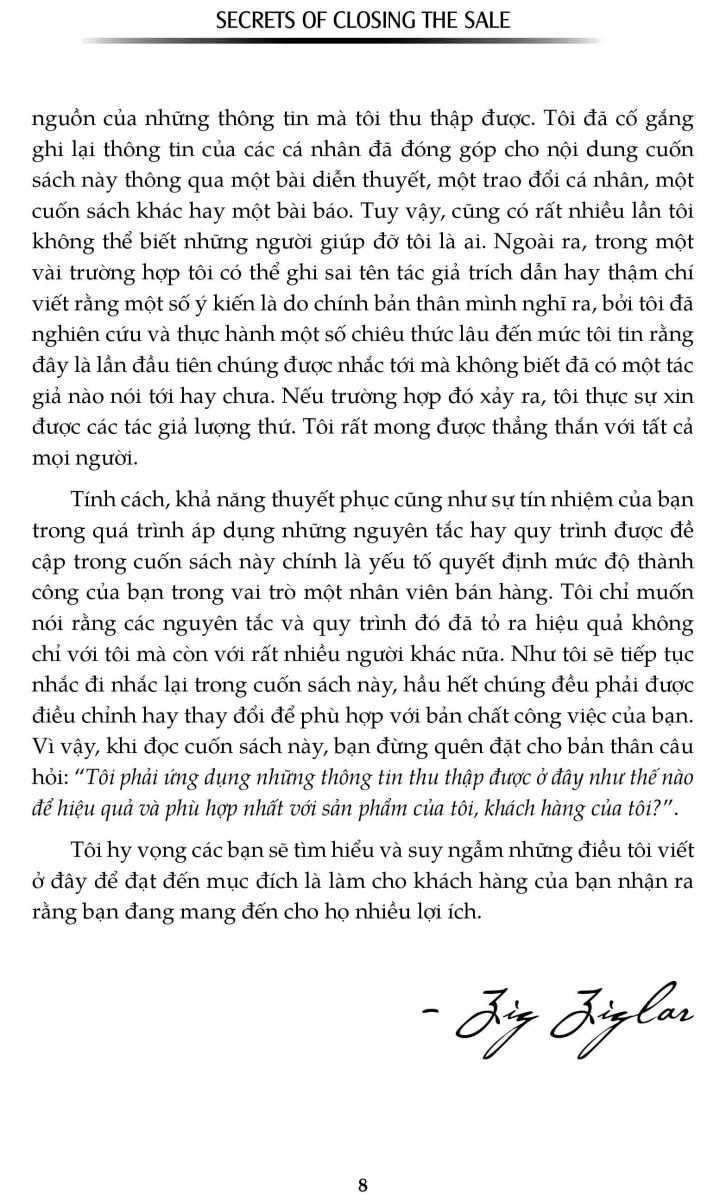 SECRETS OF CLOSING THE SALE
nguồn của những thông tin mà tôi thu thập được. Tôi đã cố gắng
ghi lại thông tin của các cá nhân đã đóng góp cho nội dung cuốn
sách này thông qua một bài diễn thuyết, một trao đổi cá nhân, một
cuốn sách khác hay một bài báo. Tuy vậy, cũng có rất nhiều lần tôi
không thể biết những người giúp đỡ tôi là ai. Ngoài ra, trong một
vài trường hợp tôi có thể ghi sai tên tác giả trích dẫn hay thậm chí
viết rằng một số ý kiến là do chính bản thân mình nghĩ ra, bởi tôi đã
nghiên cứu và thực hành một số chiêu thức lâu đến mức tôi tin rằng
đây là lần đầu tiên chúng được nhắc tới mà không biết đã có một tác
giả nào nói tới hay chưa. Nếu trường hợp đó xảy ra, tôi thực sự xin
được các tác giả lượng thứ. Tôi rất mong được thẳng thắn với tất cả
mọi người.
Tính cách, khả năng thuyết phục cũng như sự tín nhiệm của bạn
trong quá trình áp dụng những nguyên tắc hay quy trình được đề
cập trong cuốn sách này chính là yếu tố quyết định mức độ thành
công của bạn trong vai trò một nhân viên bán hàng. Tôi chỉ muốn
nói rằng các nguyên tắc và quy trình đó đã tỏ ra hiệu quả không
chỉ với tôi mà còn với rất nhiều người khác nữa. Như tôi sẽ tiếp tục
nhắc đi nhắc lại trong cuốn sách này, hầu hết chúng đều phải được
điều chỉnh hay thay đổi để phù hợp với bản chất công việc của bạn.
Vì vậy, khi đọc cuốn sách này, bạn đừng quên đặt cho bản thân câu
hỏi: “Tôi phải ứng dụng những thông tin thu thập được ở đây như thế nào
để hiệu quả và phù hợp nhất với sản phẩm của tôi, khách hàng của tôi?”.
Tôi hy vọng các bạn sẽ tìm hiểu và suy ngẫm những điều tôi viết
ở đây để đạt đến mục đích là làm cho khách hàng của bạn nhận ra
rằng bạn đang mang đến cho họ nhiều lợi ích.
– Zig Ziglar
8